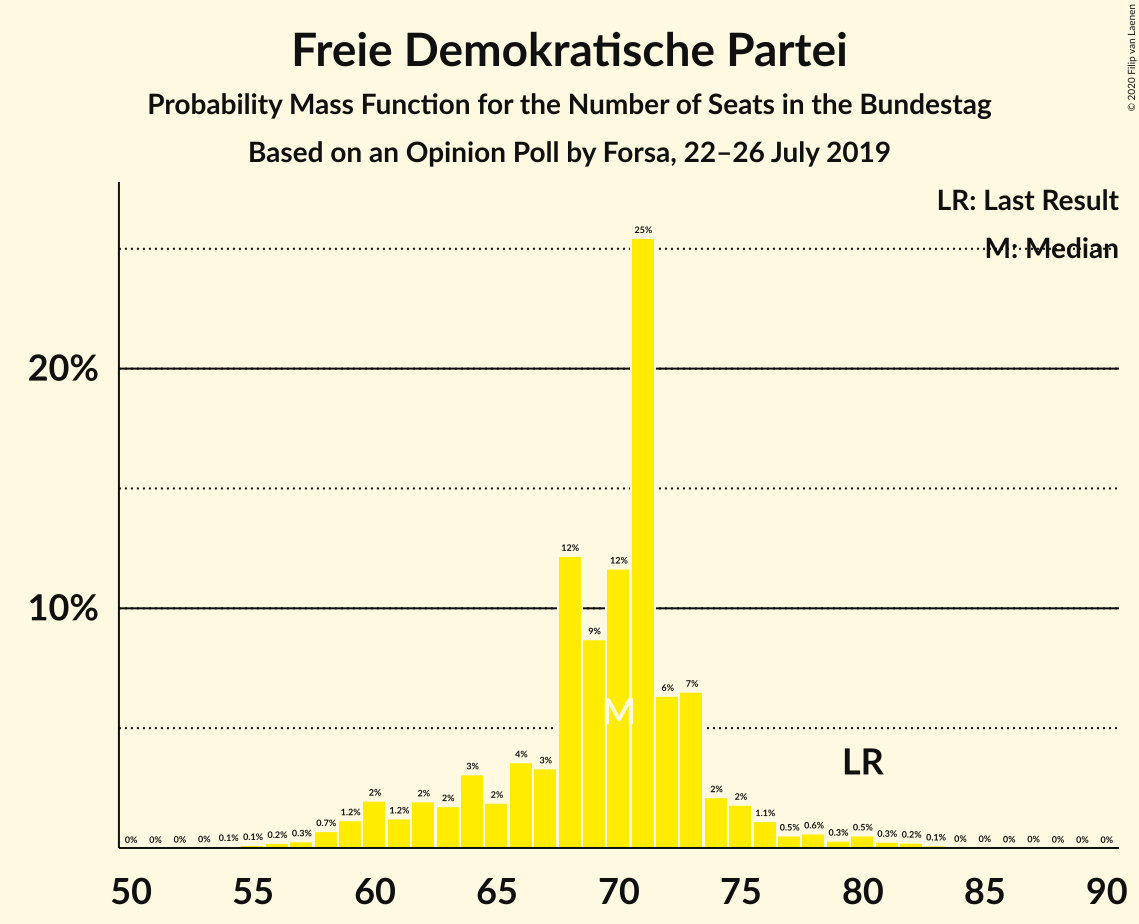 Freie Demokratische Partei
Probability Mass Function for the Number of Seats in the Bundestag
Based on an Opinion Poll by Forsa, 22–26 July 2019
© 2020 Filip van Laenen
LR: Last Result
M: Median
20%
10%
0% 0% 0% 0% 0.1% 0.1% 0.2% 0.3% 0.7% 1.2% 2% 1.2% 2% 2% 3% 2% 4% 3% 12% 9% 12% 25% 6% 7% 2% 2% 1.1% 0.5% 0.6% 0.3% 0.5% 0.3% 0.2% 0.1% 0% 0% 0% 0% 0% 0% 0%
M
LR
50 55 60 65 70 75 80 85 90